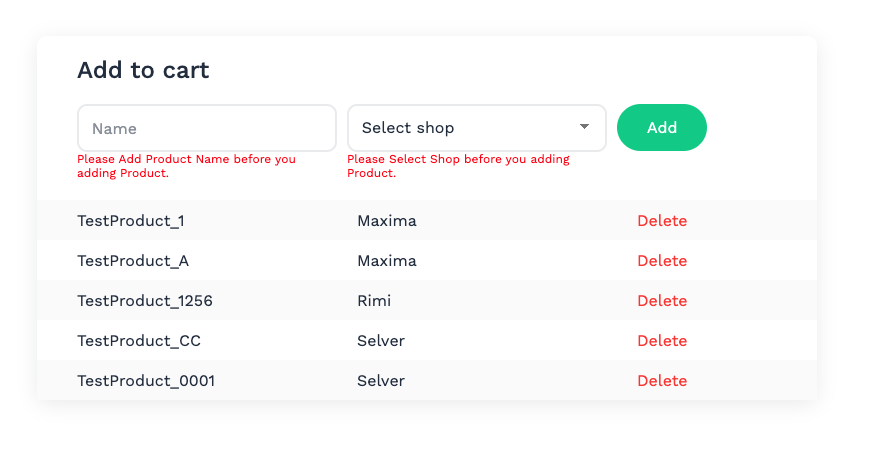 Add to cart
Name
Select shop
Add
Please Add Product Name before you
adding Product.
Please Select Shop before you adding
Product.
TestProduct_1 Maxima Delete
TestProduct_A Maxima Delete
TestProduct_1256 Rimi Delete
TestProduct_CC Selver Delete
TestProduct_0001 Selver Delete